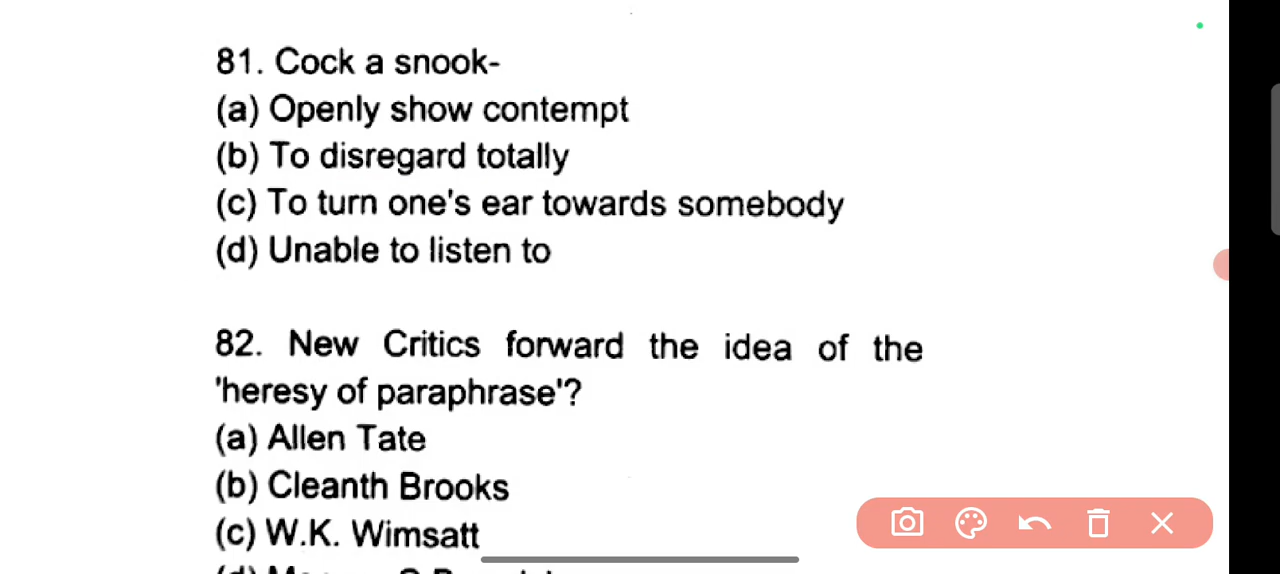 81. Cock a snook-
(a) Openly show contempt
(b) To disregard totally
(c) To turn one's ear towards somebody
(d) Unable to listen to
82. New Critics forward the idea of the
'heresy of paraphrase'?
(a) Allen Tate
(b) Cleanth Brooks
(c) W.K. Wimsatt